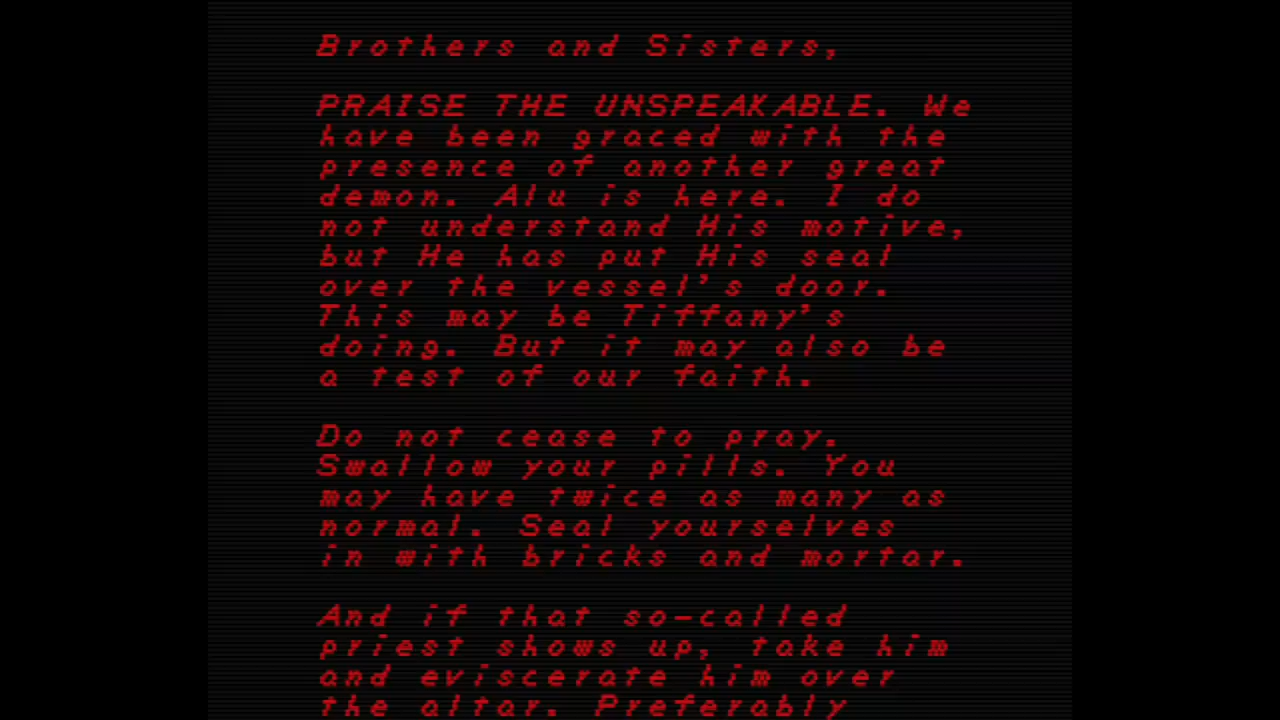 Brothers and Sisters,
PRAISE THE UNSPEAKABLE. We
have been graced with the
presence of another great
demon. Alu is here. I do
not understand His motive,
but He has put His seal
over the vessel's door.
This may be Tiffany's
doing. But it may also be
a test of our faith.
Do not cease to pray.
Swallow your pills. You
may have twice as many as
normal. Seal yourselves
in with bricks and mortar.
And if that so-called
priest shows up, take him
and eviscerate him over
the altar. Preferably